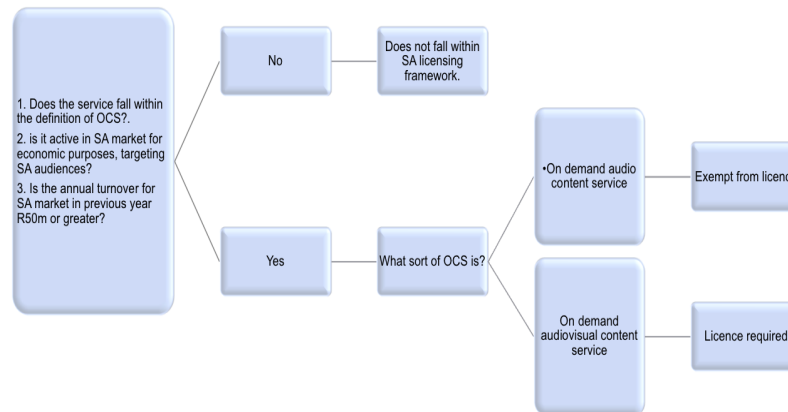 1. Does the service fall within
the definition of OCS?.
2. is it active in SA market for
economic purposes, targeting
SA audiences?
3. Is the annual turnover for
SA market in previous year
R50m or greater?
No
Does not fall within
SA licensing
framework.
Yes
What sort of OCS is?
•On demand audio
content service
Exempt from
On demand
audiovisual content
service
Licence required